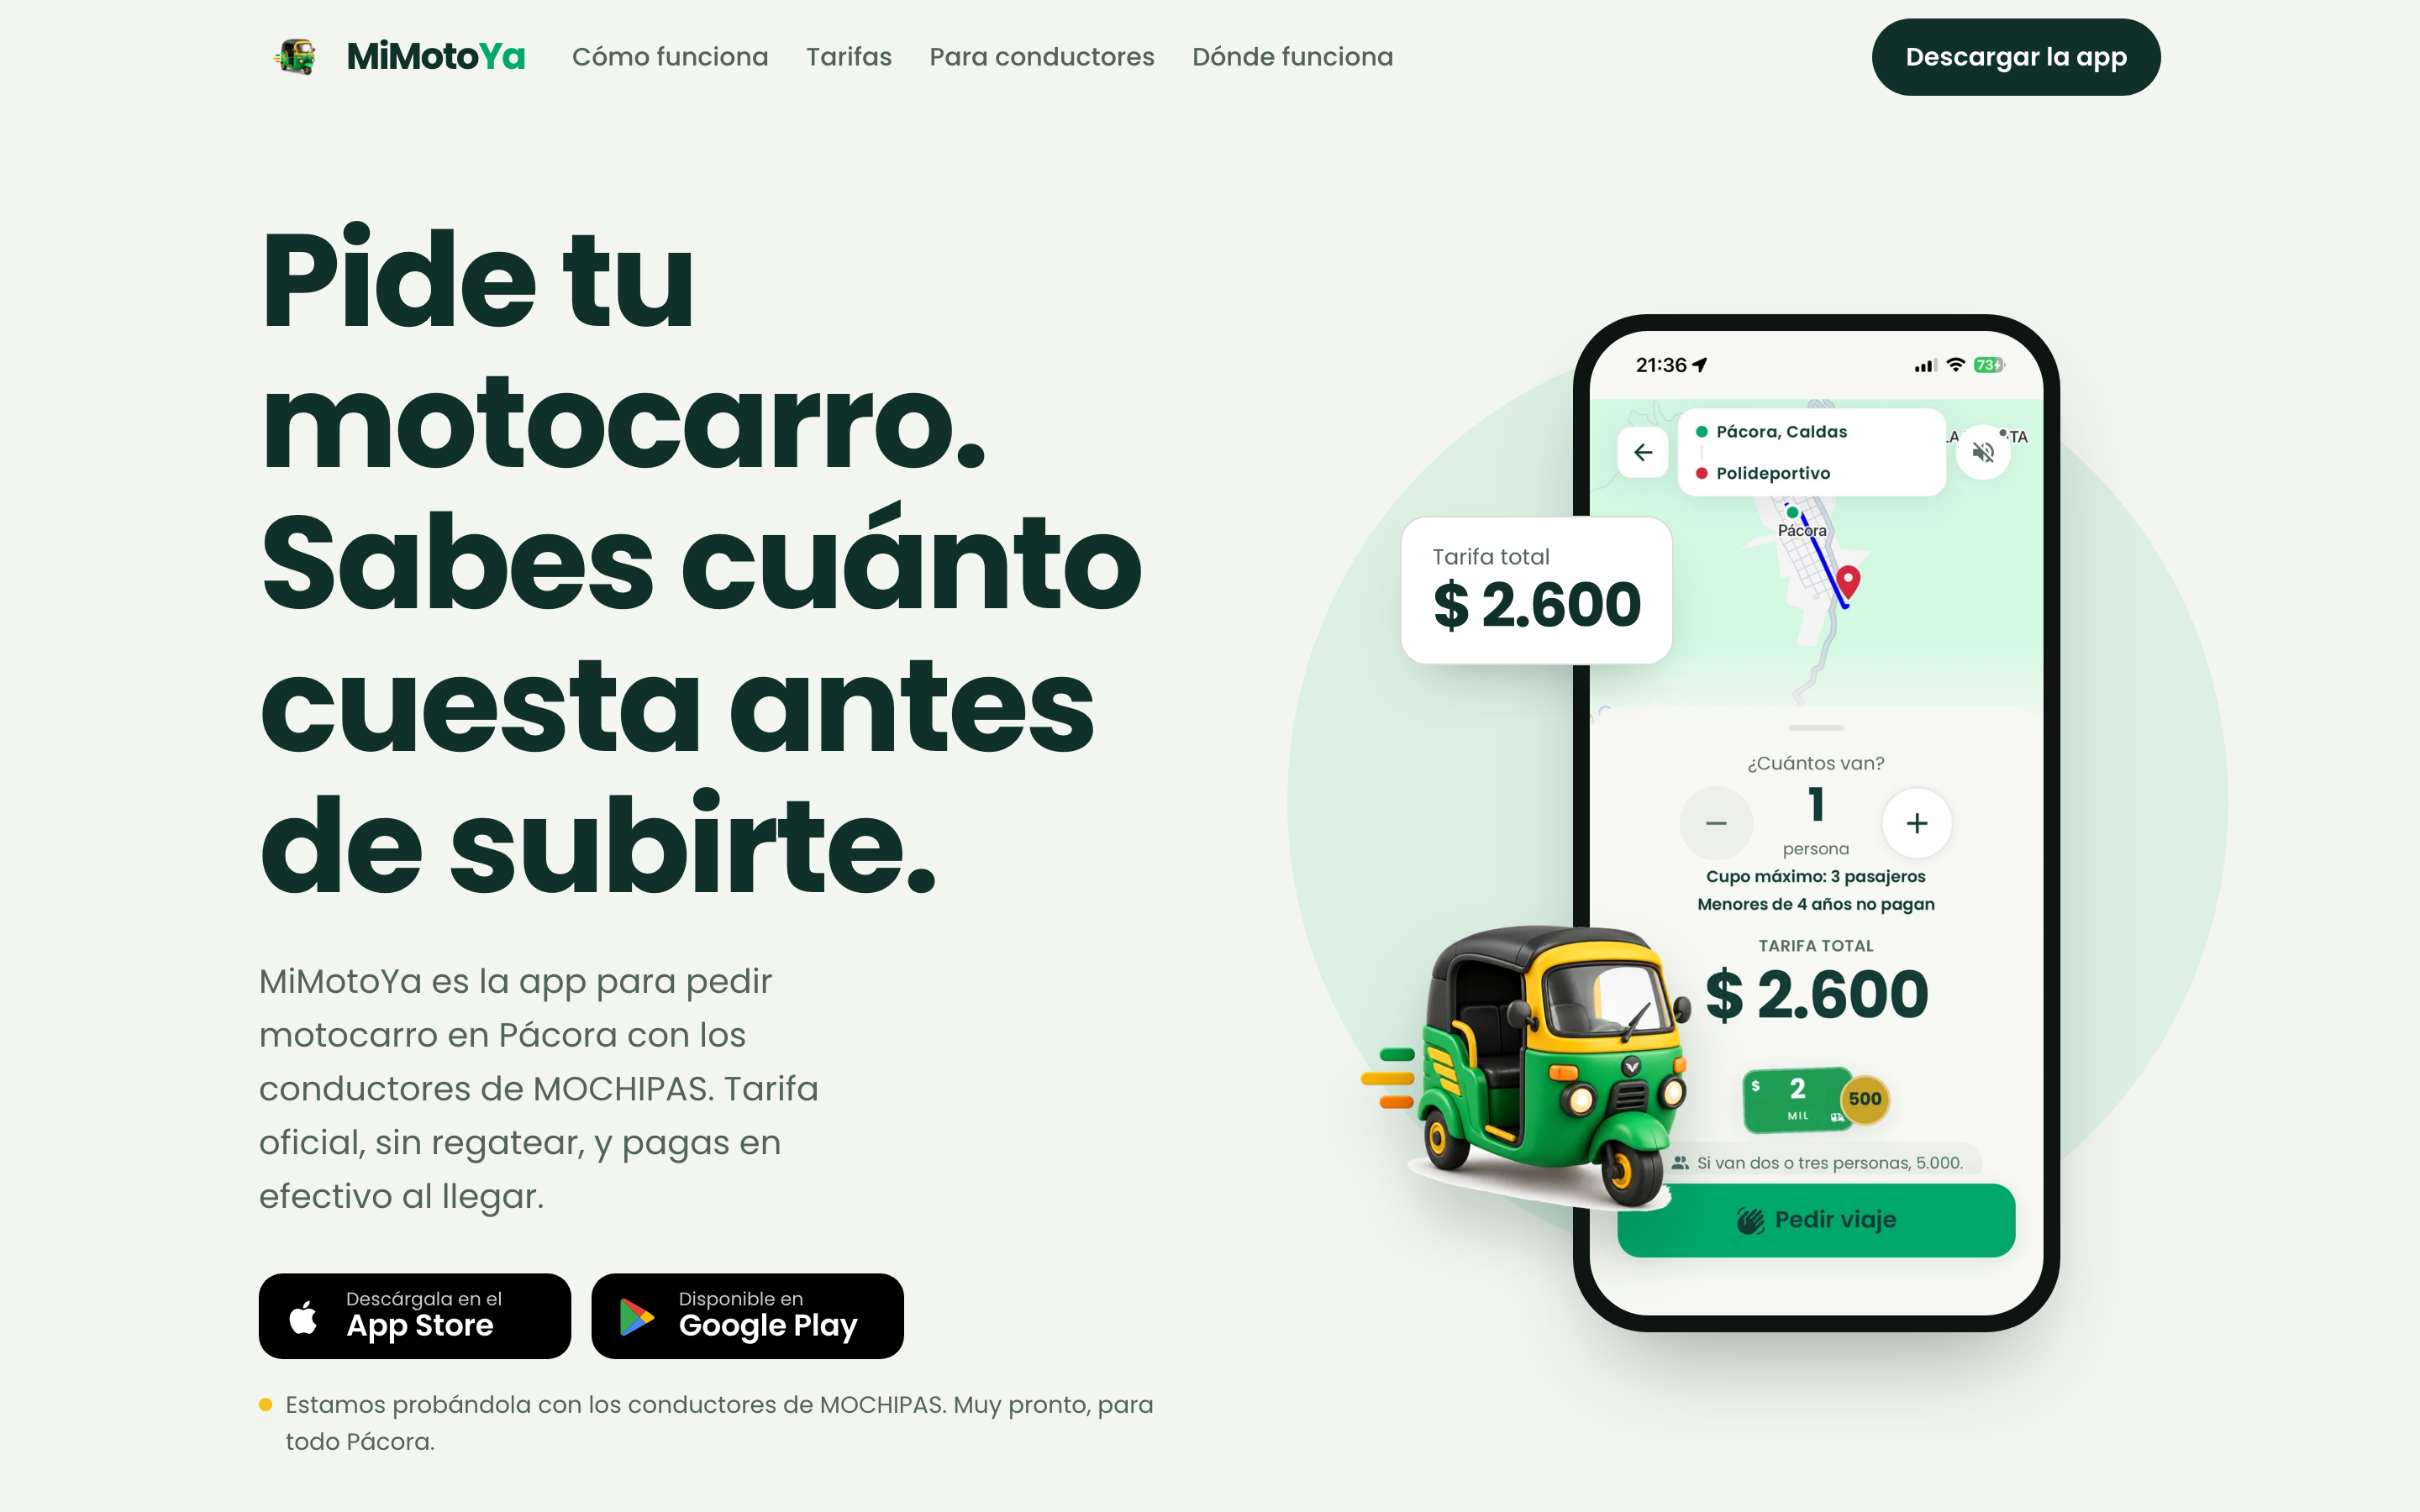 MiMotoYa
Cómo funciona
Tarifas
Para conductores
Dónde funciona
Descargar la app
Pide tu
motocarro.
Sabes cuánto
cuesta antes
de subirte.
MiMotoYa es la app para pedir
motocarro en Pácora con los
conductores de MOCHIPAS. Tarifa
oficial, sin regatear, y pagas en
efectivo al llegar.
Descárgala en el
App Store
Disponible en
Google Play
Estamos probándola con los conductores de MOCHIPAS. Muy pronto, para
todo Pácora.
21:36
73
Pácora, Caldas
Polideportivo
Pácora
Tarifa total
$ 2.600
¿Cuántos van?
1
persona
Cupo máximo: 3 pasajeros
Menores de 4 años no pagan
TARIFA TOTAL
$ 2.600
$ 2
MIL
500
Si van dos o tres personas, 5.000.
Pedir viaje